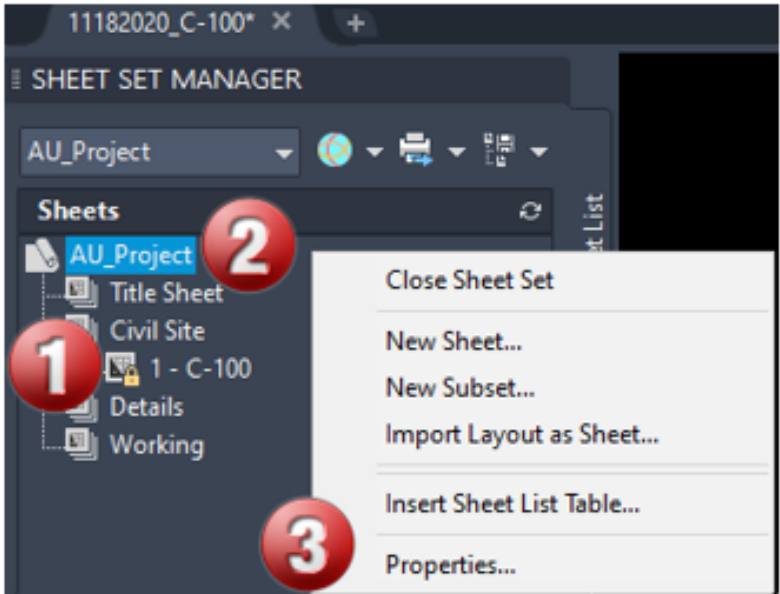 11182020_C-100*
SHEET SET MANAGER
AU_Project
Sheets
AU_Project
2
Title Sheet
Civil Site
1
1 - C-100
Details
Working
List
Close Sheet Set
New Sheet...
New Subset...
Import Layout as Sheet...
Insert Sheet List Table...
3
Properties...